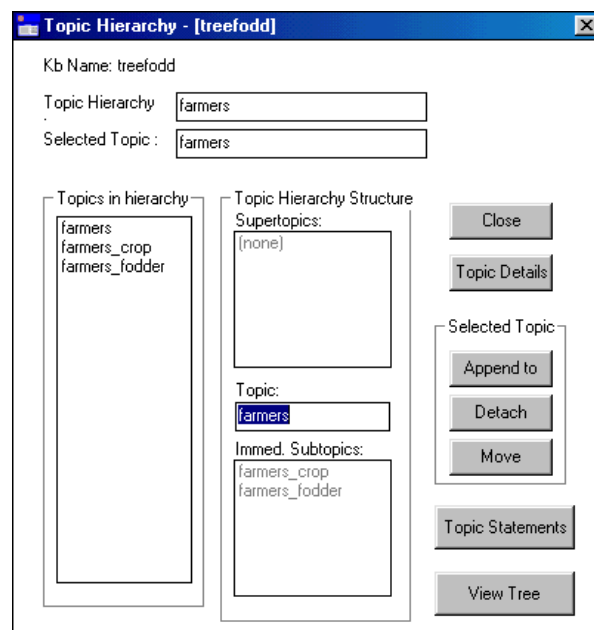 Topic Hierarchy - [treefodd]
Kb Name: treefodd
Topic Hierarchy
:
farmers
Selected Topic :
farmers
Topics in hierarchy
farmers
farmers_crop
farmers_fodder
Topic Hierarchy Structure
Supertopics:
(none)
Topic:
farmers
Immed. Subtopics:
farmers_crop
farmers_fodder
Close
Topic Details
Selected Topic
Append to
Detach
Move
Topic Statements
View Tree